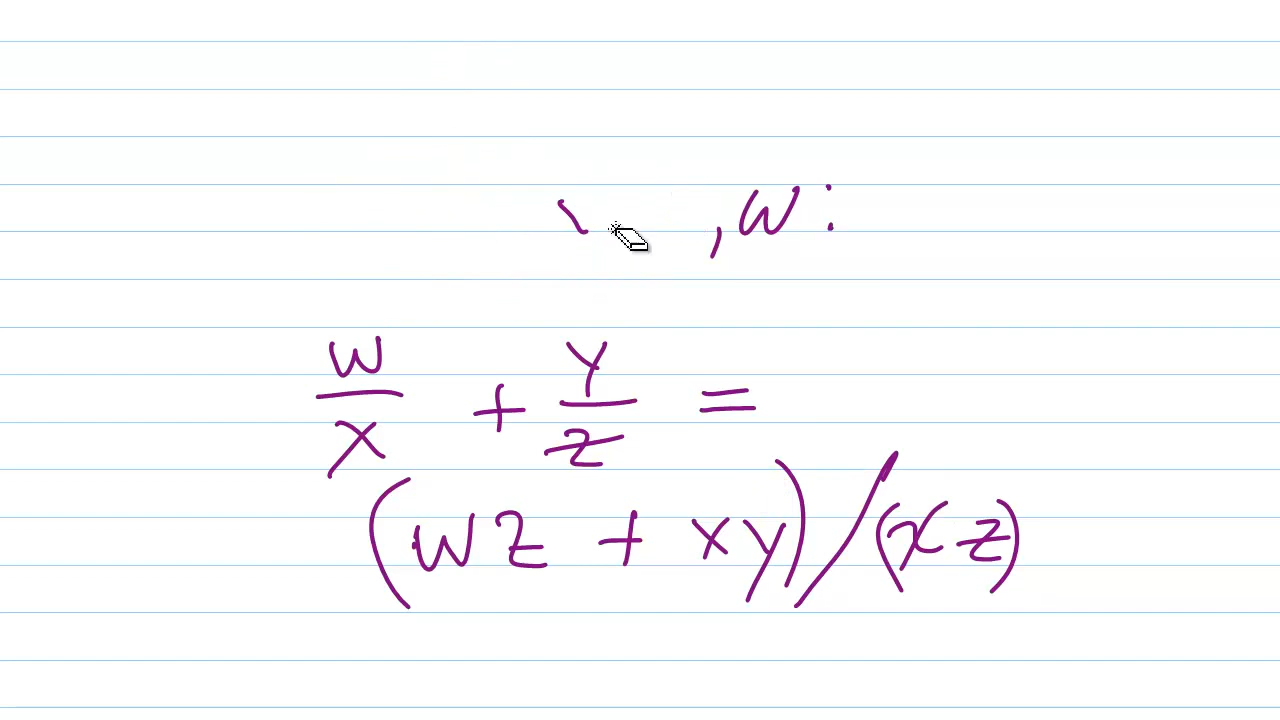 , w :
w/x + y/z =
(wz + xy)/(xz)